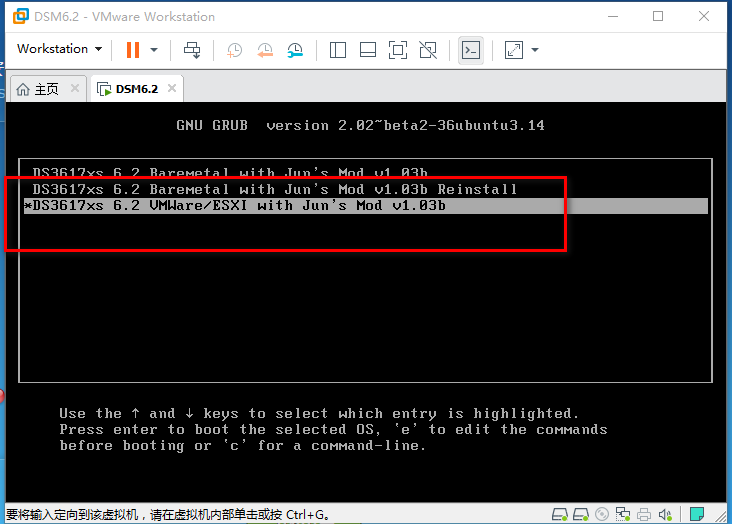 DSM6.2 - VMware Workstation
Workstation
主页 DSM6.2
GNU GRUB version 2.02~beta2-36ubuntu3.14
DS3617xs 6.2 Baremetal with Jun's Mod v1.03b
DS3617xs 6.2 Baremetal with Jun's Mod v1.03b Reinstall
*DS3617xs 6.2 VMWare/ESXI with Jun's Mod v1.03b
Use the ↑ and ↓ keys to select which entry is highlighted.
Press enter to boot the selected OS, `e' to edit the commands
before booting or `c' for a command-line.
要将输入定向到该虚拟机，请在虚拟机内部单击或按 Ctrl+G。